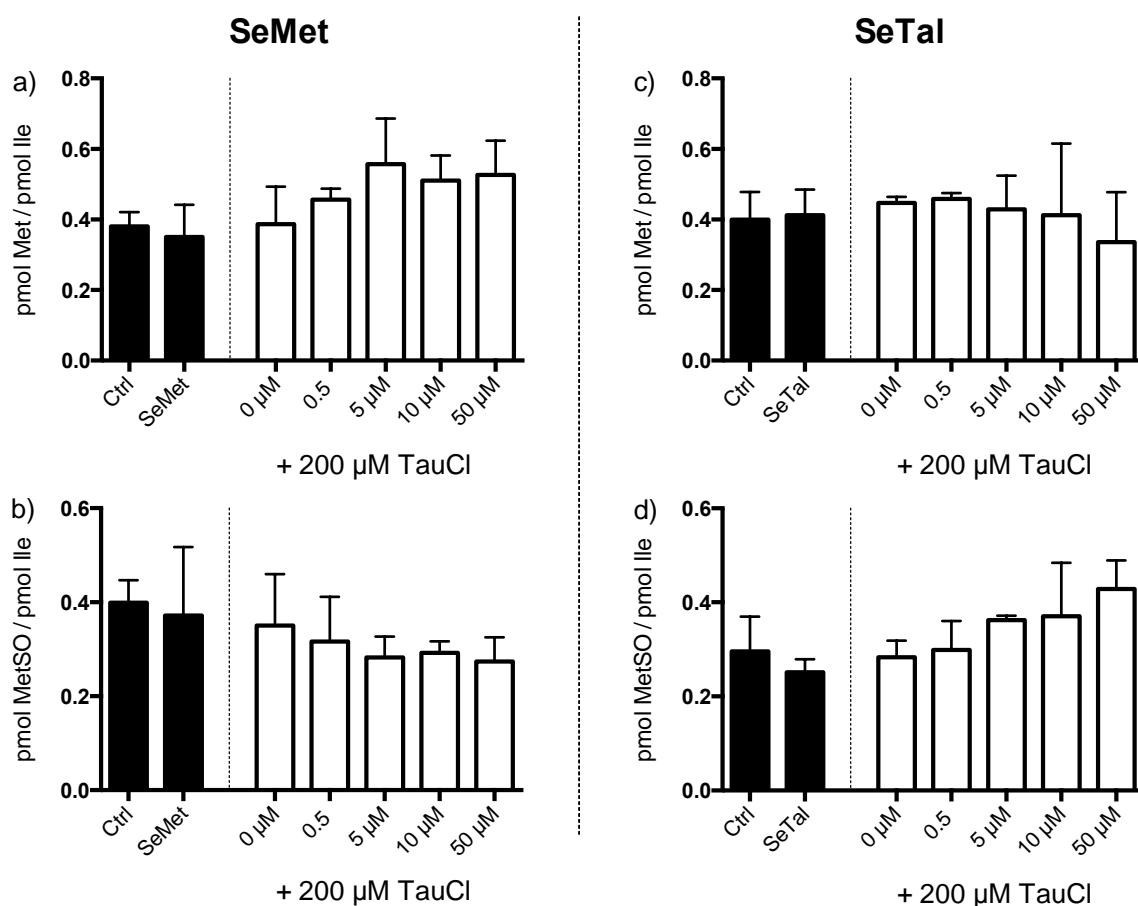 SeMet
SeTal
a)
pmol Met / pmol Ile
0.8
0.6
0.4
0.2
0.0
Ctrl
SeMet
0 µM
0.5
5 µM
10 µM
50 µM
+ 200 µM TauCl
c)
pmol Met / pmol Ile
0.8
0.6
0.4
0.2
0.0
Ctrl
SeTal
0 µM
0.5
5 µM
10 µM
50 µM
+ 200 µM TauCl
b)
pmol MetSO / pmol Ile
0.6
0.4
0.2
0.0
Ctrl
SeMet
0 µM
0.5
5 µM
10 µM
50 µM
+ 200 µM TauCl
d)
pmol MetSO / pmol Ile
0.6
0.4
0.2
0.0
Ctrl
SeTal
0 µM
0.5
5 µM
10 µM
50 µM
+ 200 µM TauCl